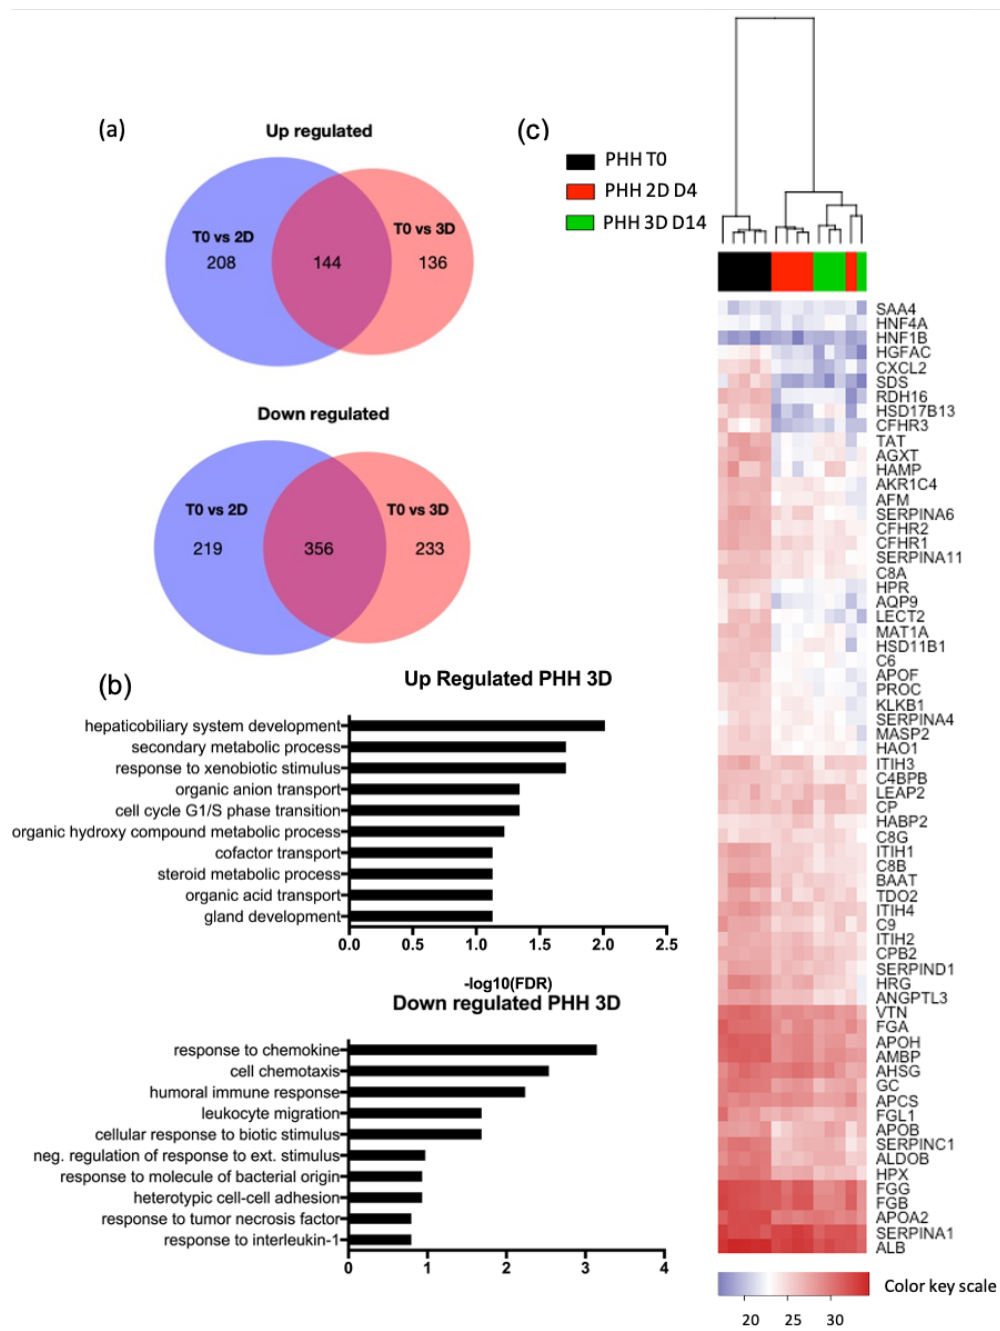 (a)
Up regulated
T0 vs 2D
208
144
T0 vs 3D
136
Down regulated
T0 vs 2D
219
356
T0 vs 3D
233
(b)
Up Regulated PHH 3D
hepaticobiliary system development
secondary metabolic process
response to xenobiotic stimulus
organic anion transport
cell cycle G1/S phase transition
organic hydroxy compound metabolic process
cofactor transport
steroid metabolic process
organic acid transport
gland development
0.0 0.5 1.0 1.5 2.0 2.5
-log10(FDR)
Down regulated PHH 3D
response to chemokine
cell chemotaxis
humoral immune response
leukocyte migration
cellular response to biotic stimulus
neg. regulation of response to ext. stimulus
response to molecule of bacterial origin
heterotypic cell-cell adhesion
response to tumor necrosis factor
response to interleukin-1
0 1 2 3 4
(c)
PHH T0
PHH 2D D4
PHH 3D D14
SAA4
HNF4A
HNF1B
HGFAC
CXCL2
SDS
RDH16
HSD17B13
CFHR3
TAT
AGXT
HAMP
AKR1C4
AFM
SERPINA6
CFHR2
CFHR1
SERPINA11
C8A
HPR
AQP9
LECT2
MAT1A
HSD11B1
C6
APOF
PROC
KLKB1
SERPINA4
MASP2
HAO1
ITIH3
C4BPB
LEAP2
CP
HABP2
C8G
ITIH1
C8B
BAAT
TDO2
ITIH4
C9
ITIH2
CPB2
SERPIND1
HRG
ANGPTL3
VTN
FGA
APOH
AMBP
AHSG
GC
APCS
FGL1
APOB
SERPINC1
ALDOB
HPX
FGG
FGB
APOA2
SERPINA1
ALB
Color key scale
20 25 30